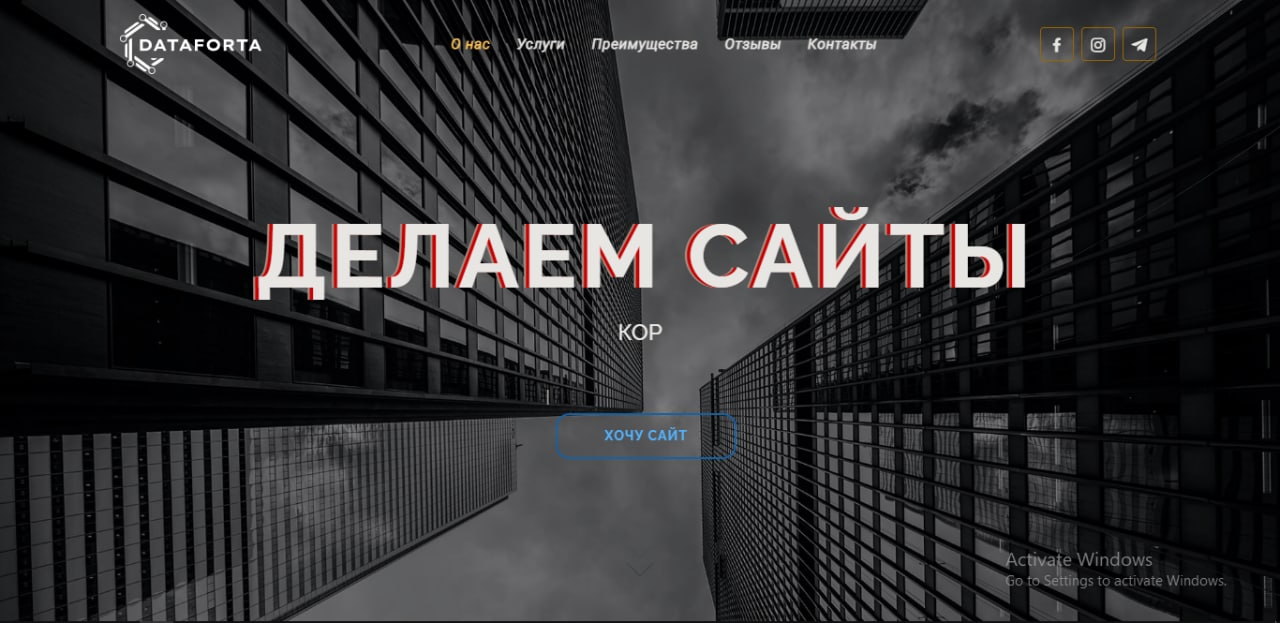 DATAFORTA
О нас Услуги Преимущества Отзывы Контакты
ДЕЛАЕМ САЙТЫ
КОР
ХОЧУ САЙТ
Activate Windows
Go to Settings to activate Windows.